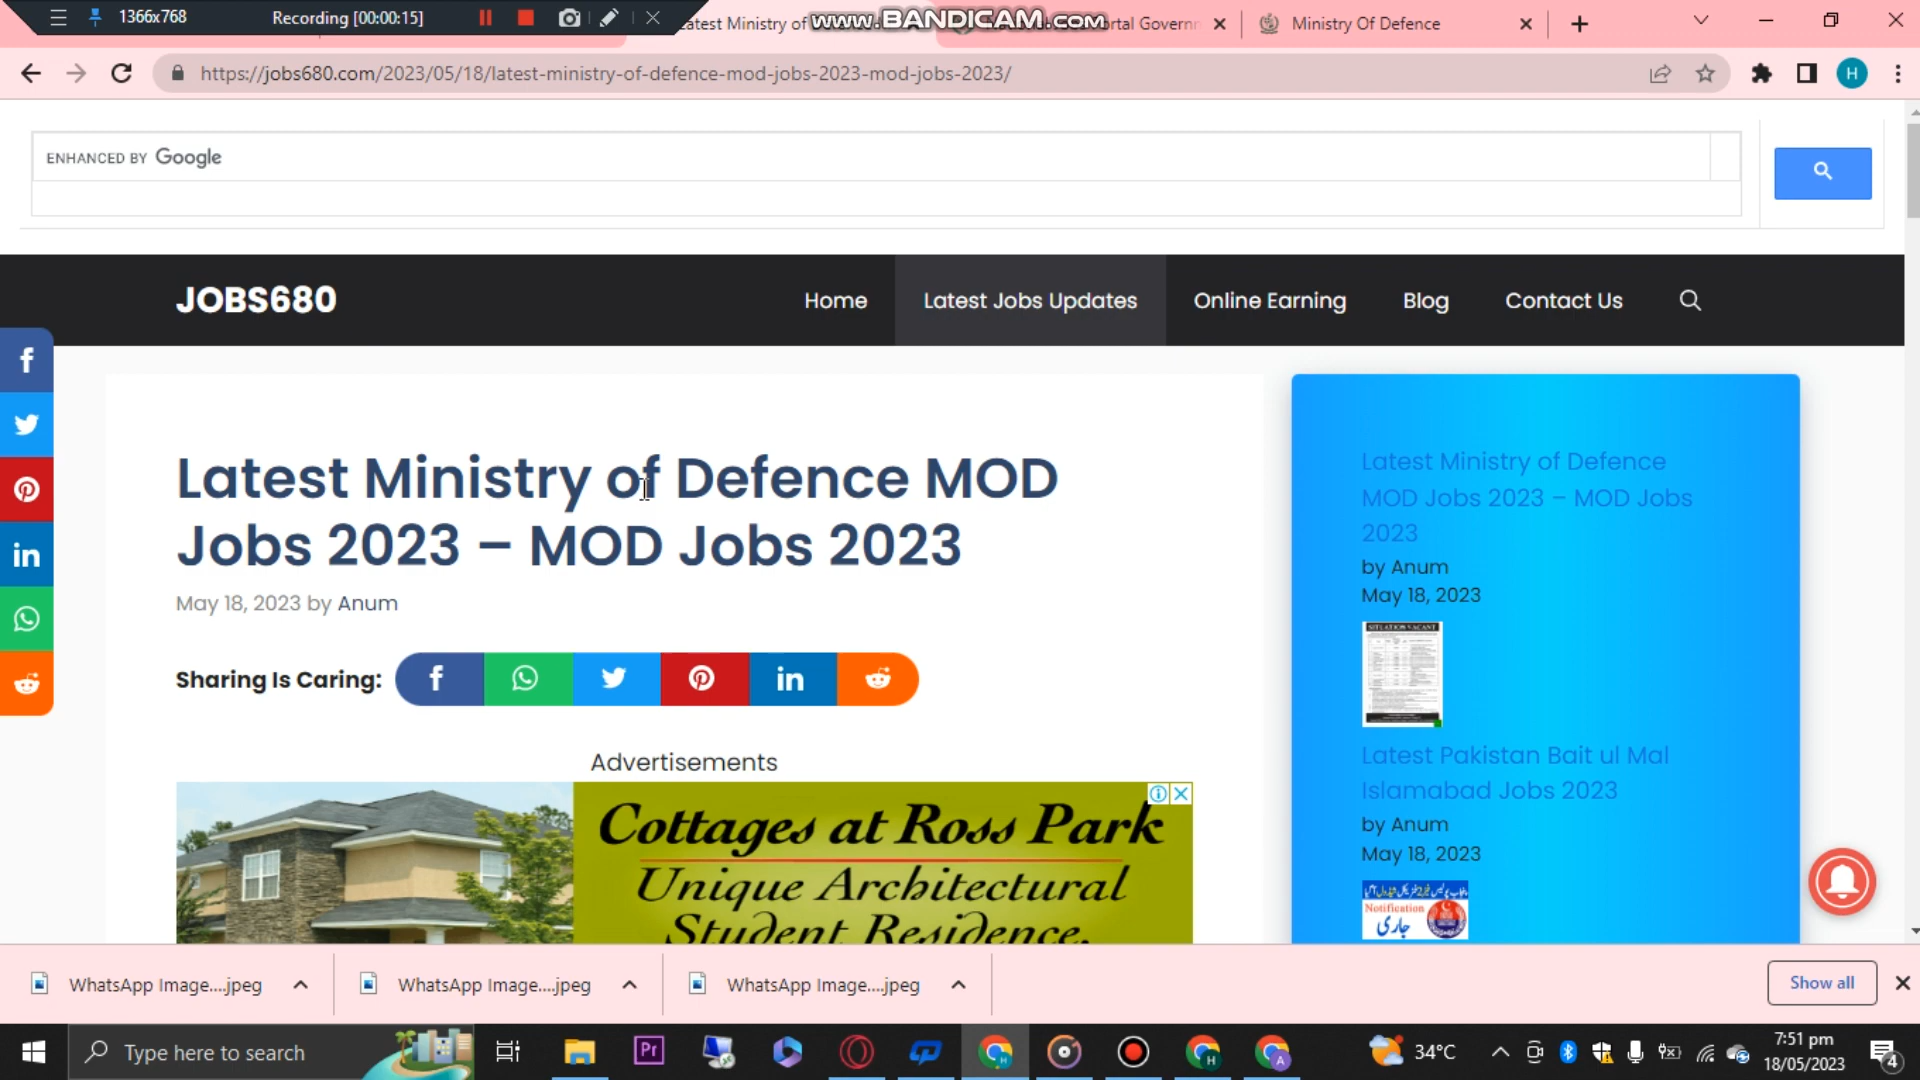 1366x768
Recording [00:00:15]
www.BANDICAM.com
Latest Ministry of
rtal Governm
Ministry Of Defence
https://jobs680.com/2023/05/18/latest-ministry-of-defence-mod-jobs-2023-mod-jobs-2023/
H
ENHANCED BY Google
JOBS680
Home
Latest Jobs Updates
Online Earning
Blog
Contact Us
Latest Ministry of Defence MOD
Jobs 2023 – MOD Jobs 2023
May 18, 2023 by Anum
Sharing Is Caring:
Advertisements
Cottages at Ross Park
Unique Architectural
Student Residence.
Latest Ministry of Defence
MOD Jobs 2023 – MOD Jobs
2023
by Anum
May 18, 2023
SITUATION VACANT
Latest Pakistan Bait ul Mal
Islamabad Jobs 2023
by Anum
May 18, 2023
Notification
جاری
WhatsApp Image....jpeg
WhatsApp Image....jpeg
WhatsApp Image....jpeg
Show all
Type here to search
Pr
34°C
7:51 pm
18/05/2023
4